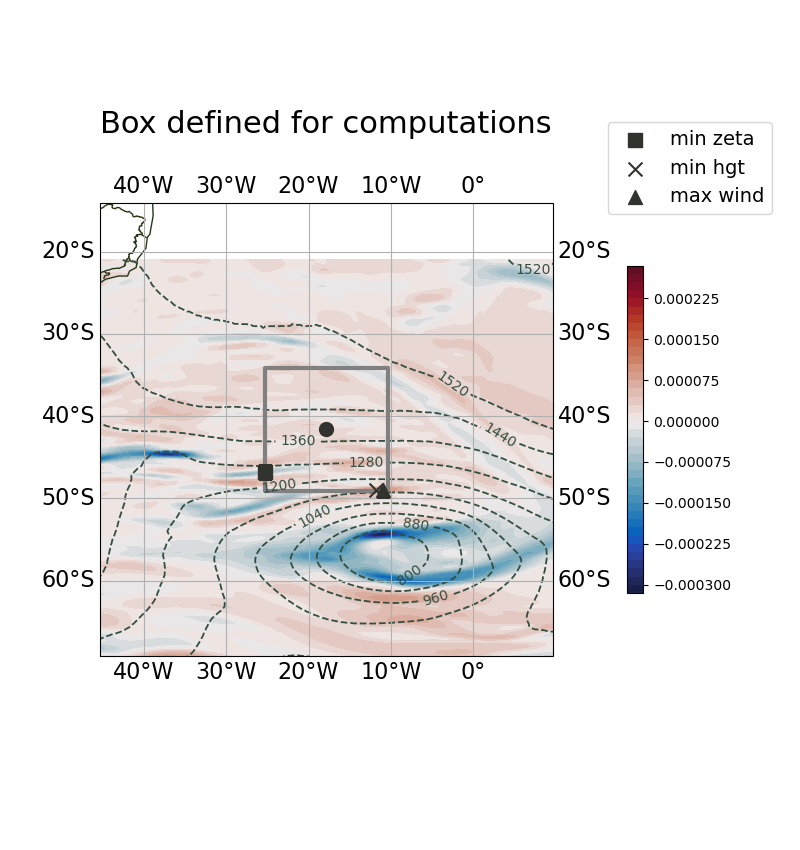 Box defined for computations
min zeta
min hgt
max wind
40°W 30°W 20°W 10°W 0°
20°S 20°S
1520
0.000225
30°S 30°S
0.000150
1520
0.000075
40°S 40°S
0.000000
1440
1360
1280
−0.000075
200
50°S 50°S
−0.000150
1040
880
−0.000225
800
60°S 60°S
−0.000300
960
40°W 30°W 20°W 10°W 0°